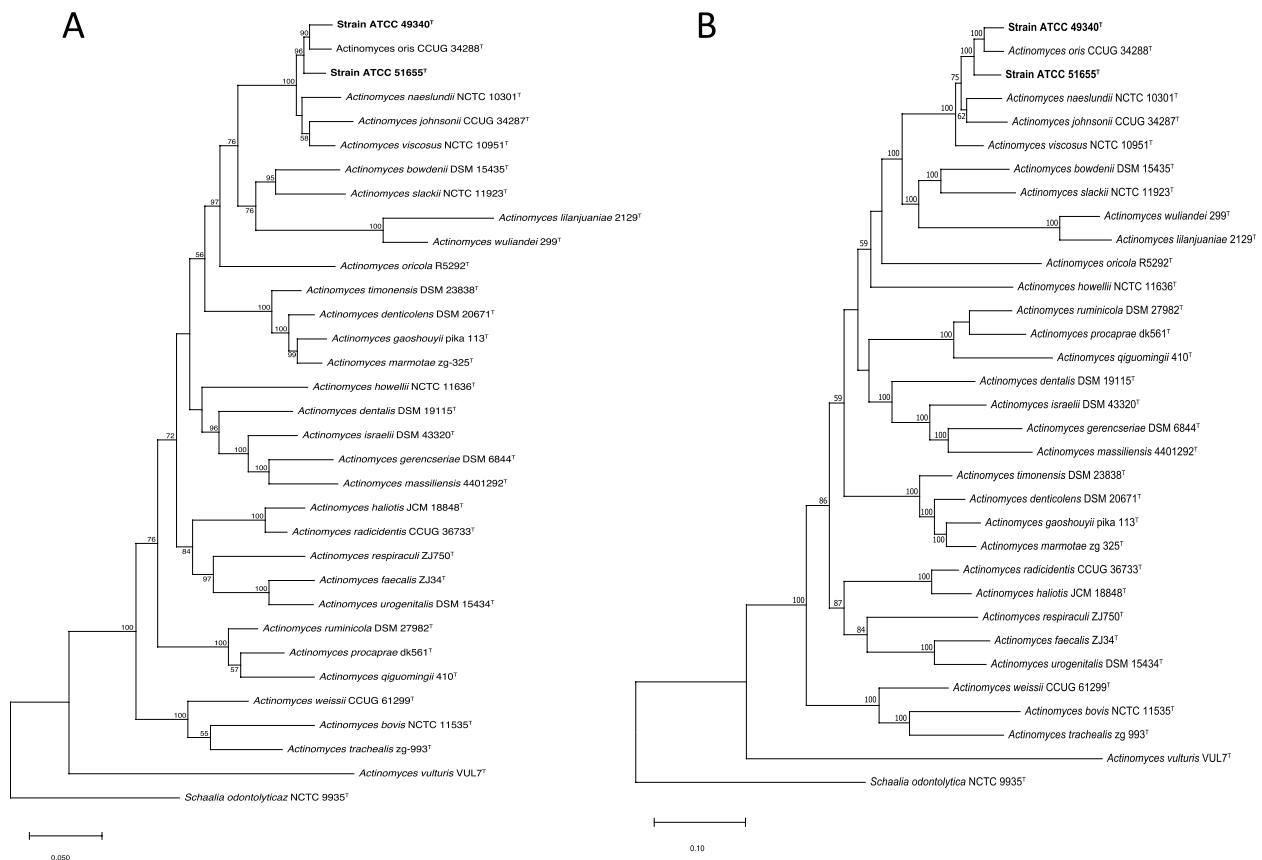 A
Strain ATCC 49340T
90
Actinomyces oris CCUG 34288T
96
Strain ATCC 51655T
100
Actinomyces naeslundii NCTC 10301T
Actinomyces johnsonii CCUG 34287T
58
Actinomyces viscosus NCTC 10951T
76
Actinomyces bowdenii DSM 15435T
95
Actinomyces slackii NCTC 11923T
97
76
Actinomyces lilanjuaniae 2129T
100
Actinomyces wuliandei 299T
56
Actinomyces oricola R5292T
Actinomyces timonensis DSM 23838T
100
Actinomyces denticolens DSM 20671T
100
Actinomyces gaoshouyii pika 113T
99
Actinomyces marmotae zg-325T
Actinomyces howellii NCTC 11636T
Actinomyces dentalis DSM 19115T
96
Actinomyces israelii DSM 43320T
72
100
Actinomyces gerencseriae DSM 6844T
100
Actinomyces massiliensis 4401292T
Actinomyces haliotis JCM 18848T
100
Actinomyces radicidentis CCUG 36733T
76
84
Actinomyces respiraculi ZJ750T
97
Actinomyces faecalis ZJ34T
100
Actinomyces urogenitalis DSM 15434T
100
Actinomyces ruminicola DSM 27982T
100
Actinomyces procaprae dk561T
57
Actinomyces qiguomingii 410T
Actinomyces weissii CCUG 61299T
100
Actinomyces bovis NCTC 11535T
55
Actinomyces trachealis zg-993T
Actinomyces vulturis VUL7T
Schaalia odontolyticaz NCTC 9935T
0.050
B
Strain ATCC 49340T
100
Actinomyces oris CCUG 34288T
100
Strain ATCC 51655T
75
Actinomyces naeslundii NCTC 10301T
100
62
Actinomyces johnsonii CCUG 34287T
Actinomyces viscosus NCTC 10951T
100
Actinomyces bowdenii DSM 15435T
100
Actinomyces slackii NCTC 11923T
100
Actinomyces wuliandei 299T
100
Actinomyces lilanjuaniae 2129T
59
Actinomyces oricola R5292T
Actinomyces howellii NCTC 11636T
Actinomyces ruminicola DSM 27982T
Actinomyces procaprae dk561T
100
Actinomyces qiguomingii 410T
Actinomyces dentalis DSM 19115T
100
Actinomyces israelii DSM 43320T
59
100
Actinomyces gerencseriae DSM 6844T
100
Actinomyces massiliensis 4401292T
Actinomyces timonensis DSM 23838T
100
Actinomyces denticolens DSM 20671T
86
100
Actinomyces gaoshouyii pika 113T
100
Actinomyces marmotae zg 325T
Actinomyces radicidentis CCUG 36733T
100
Actinomyces haliotis JCM 18848T
100
87
Actinomyces respiraculi ZJ750T
84
Actinomyces faecalis ZJ34T
100
Actinomyces urogenitalis DSM 15434T
Actinomyces weissii CCUG 61299T
100
Actinomyces bovis NCTC 11535T
100
Actinomyces trachealis zg 993T
Actinomyces vulturis VUL7T
Schaalia odontolytica NCTC 9935T
0.10